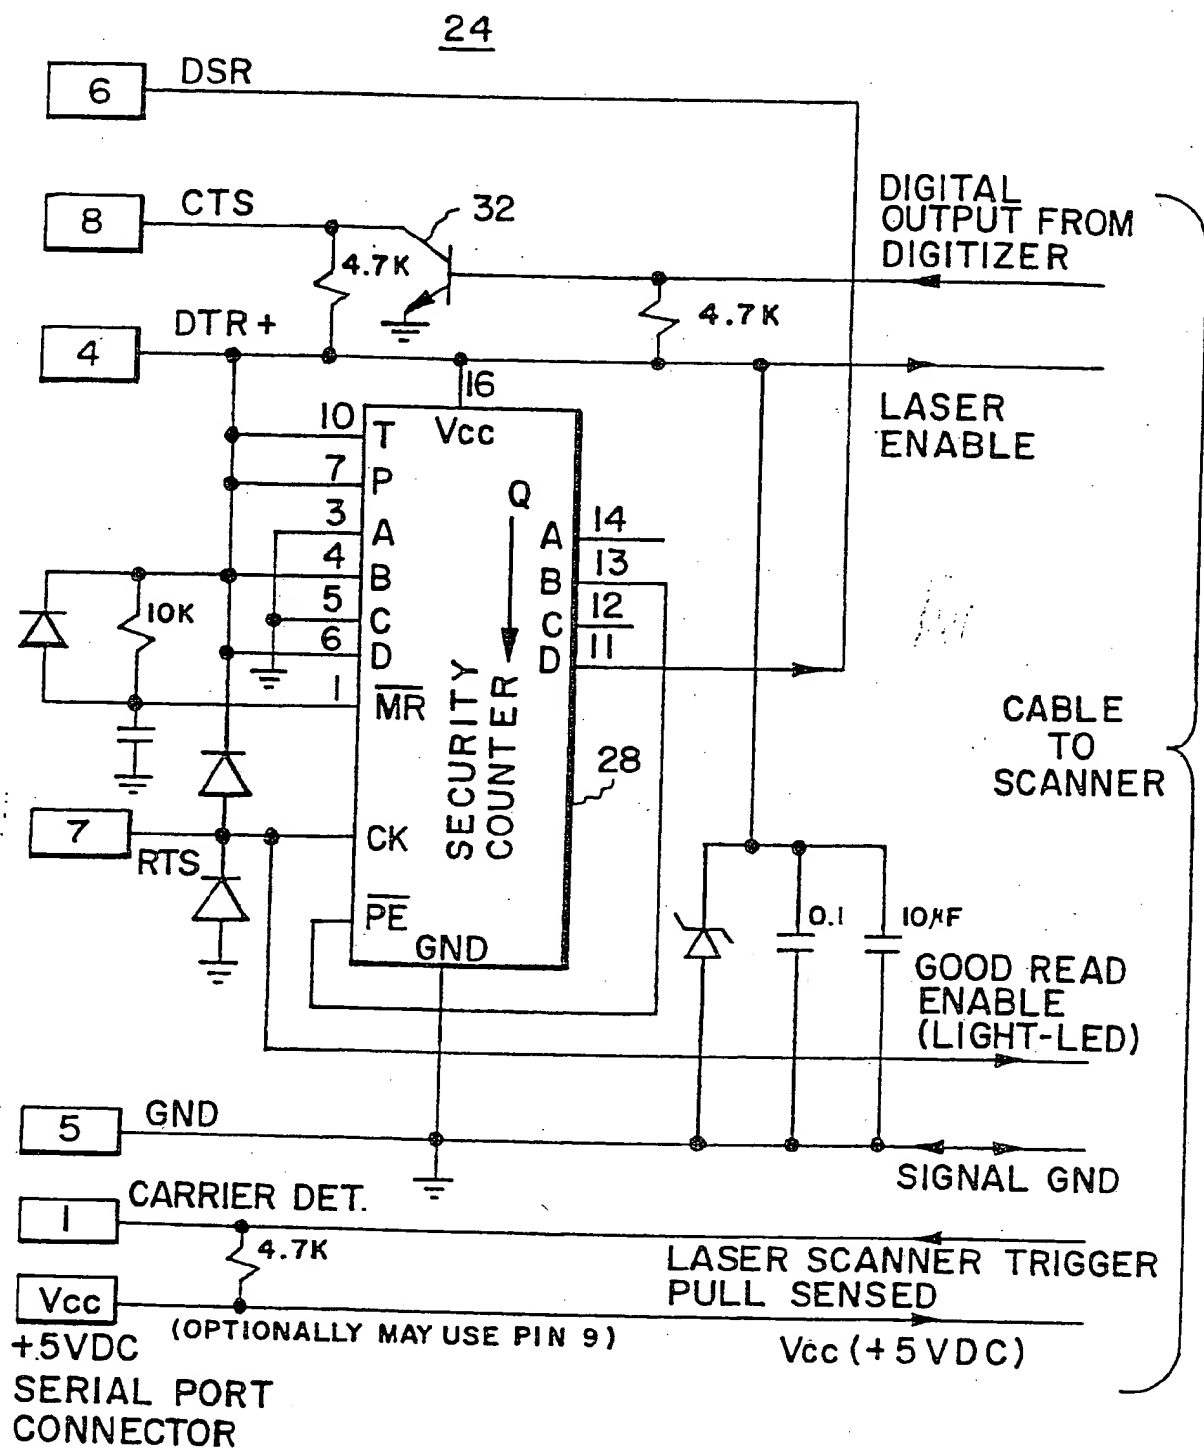 24
6
DSR
8
CTS
32
4.7K
DIGITAL
OUTPUT FROM
DIGITIZER
4
DTR+
4.7K
LASER
ENABLE
16
Vcc
10
T
7
P
3
A
4
B
5
C
6
D
1
MR
10K
Q
A
14
B
13
C
12
D
11
SECURITY
COUNTER
28
CABLE
TO
SCANNER
7
RTS
CK
PE
GND
0.1
10µF
GOOD READ
ENABLE
(LIGHT-LED)
5
GND
SIGNAL GND
1
CARRIER DET.
4.7K
LASER SCANNER TRIGGER
PULL SENSED
Vcc
+5VDC
(OPTIONALLY MAY USE PIN 9)
Vcc (+5VDC)
SERIAL PORT
CONNECTOR